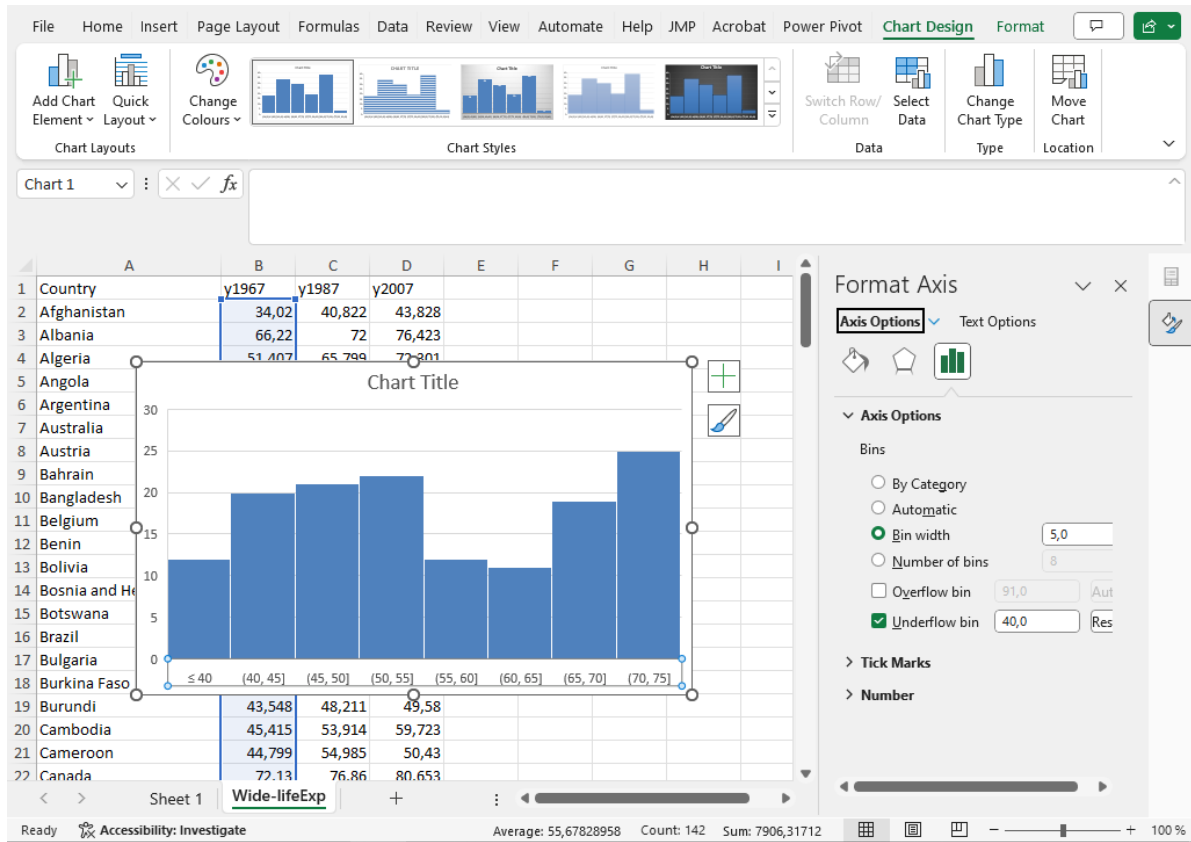 File Home Insert Page Layout Formulas Data Review View Automate Help JMP Acrobat Power Pivot Chart Design Format
Add Chart Element Quick Layout Change Colours Switch Row/ Column Select Data Change Chart Type Move Chart
Chart Layouts Chart Styles Data Type Location
Chart 1 fx
A B C D E F G H I
1 Country y1967 y1987 y2007
2 Afghanistan 34,02 40,822 43,828
3 Albania 66,22 72 76,423
4 Algeria 51,407 65,799 72,301
5 Angola
6 Argentina
7 Australia
8 Austria
9 Bahrain
10 Bangladesh
11 Belgium
12 Benin
13 Bolivia
14 Bosnia and He
15 Botswana
16 Brazil
17 Bulgaria
18 Burkina Faso
19 Burundi 43,548 48,211 49,58
20 Cambodia 45,415 53,914 59,723
21 Cameroon 44,799 54,985 50,43
22 Canada 72,13 76,86 80,653
Chart Title
30
25
20
15
10
5
0
≤ 40 (40, 45] (45, 50] (50, 55] (55, 60] (60, 65] (65, 70] (70, 75]
Format Axis
Axis Options Text Options
Axis Options
Bins
By Category
Automatic
Bin width 5,0
Number of bins 8
Overflow bin 91,0 Aut
Underflow bin 40,0 Res
Tick Marks
Number
Sheet 1 Wide-lifeExp
Ready Accessibility: Investigate Average: 55,67828958 Count: 142 Sum: 7906,31712 100 %